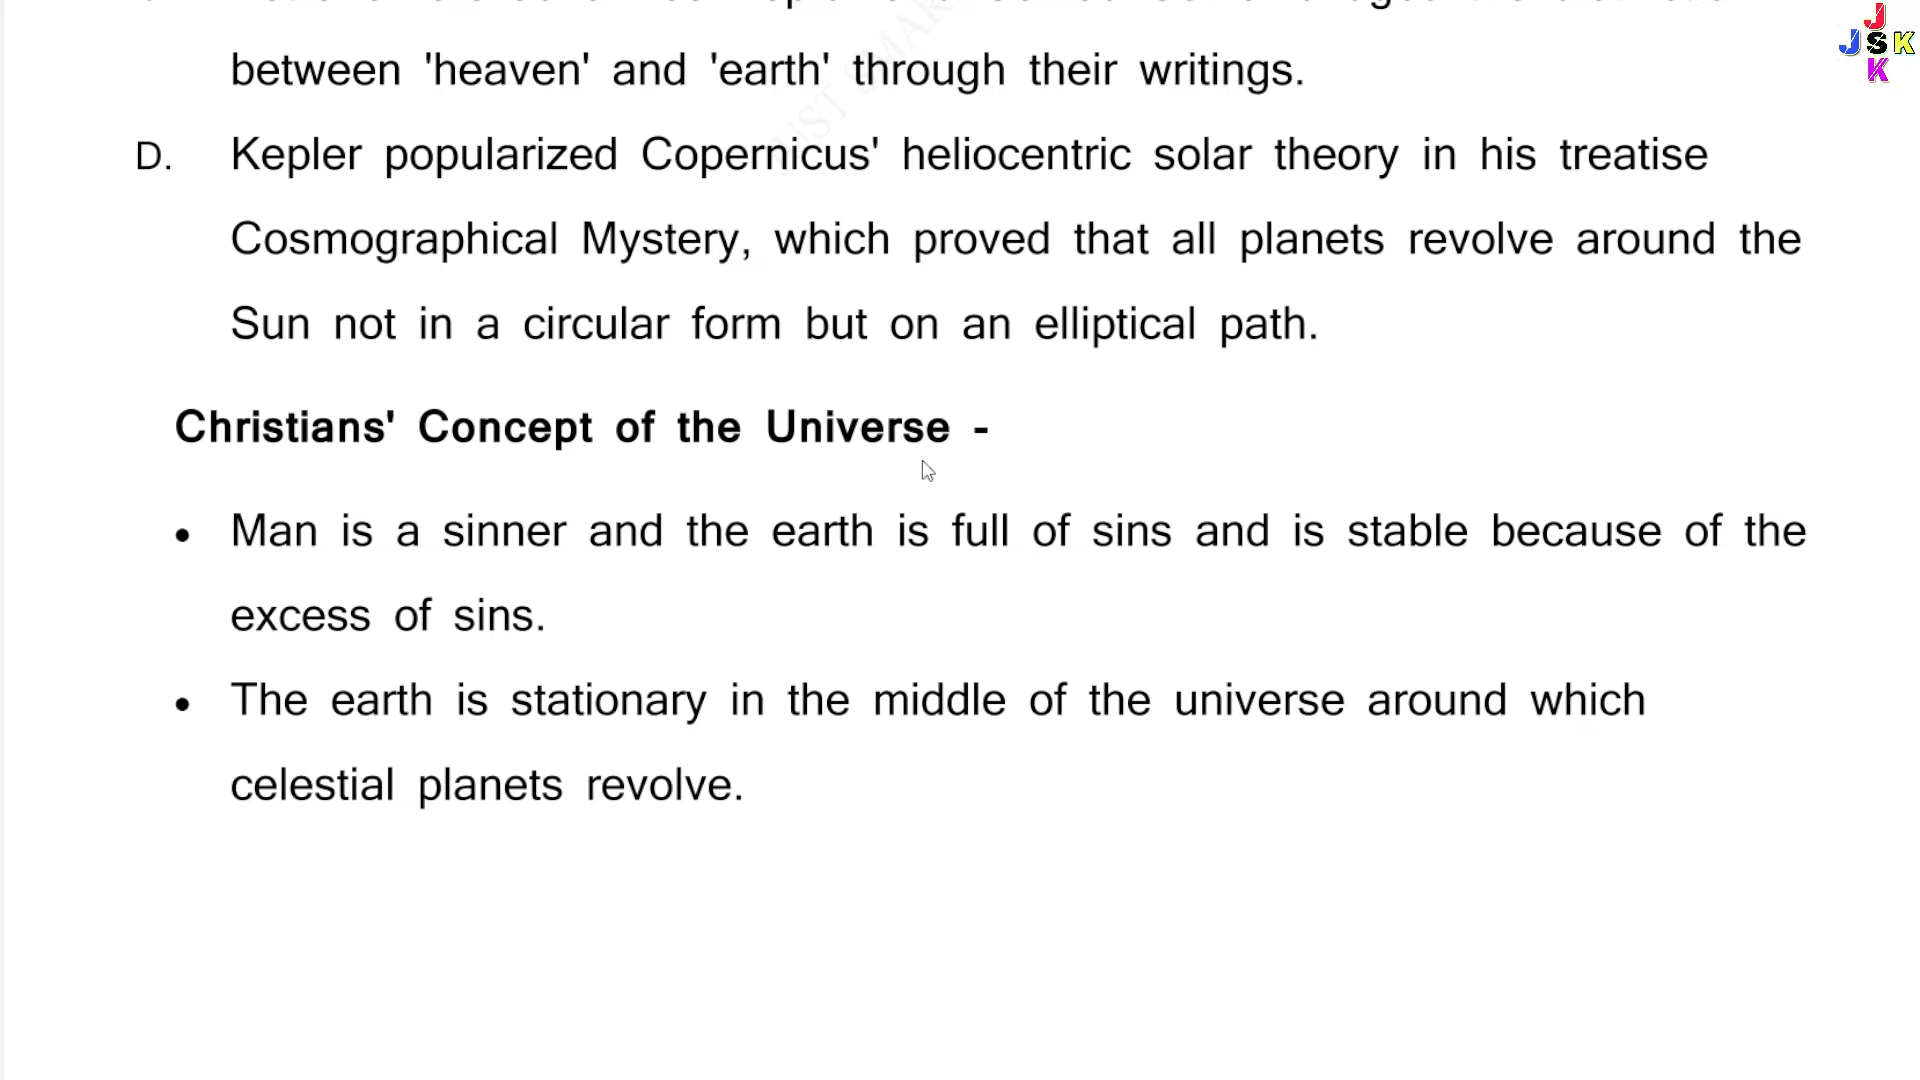 between 'heaven' and 'earth' through their writings.
D. Kepler popularized Copernicus' heliocentric solar theory in his treatise
Cosmographical Mystery, which proved that all planets revolve around the
Sun not in a circular form but on an elliptical path.
Christians' Concept of the Universe -
• Man is a sinner and the earth is full of sins and is stable because of the
excess of sins.
• The earth is stationary in the middle of the universe around which
celestial planets revolve.
J
JSK
K